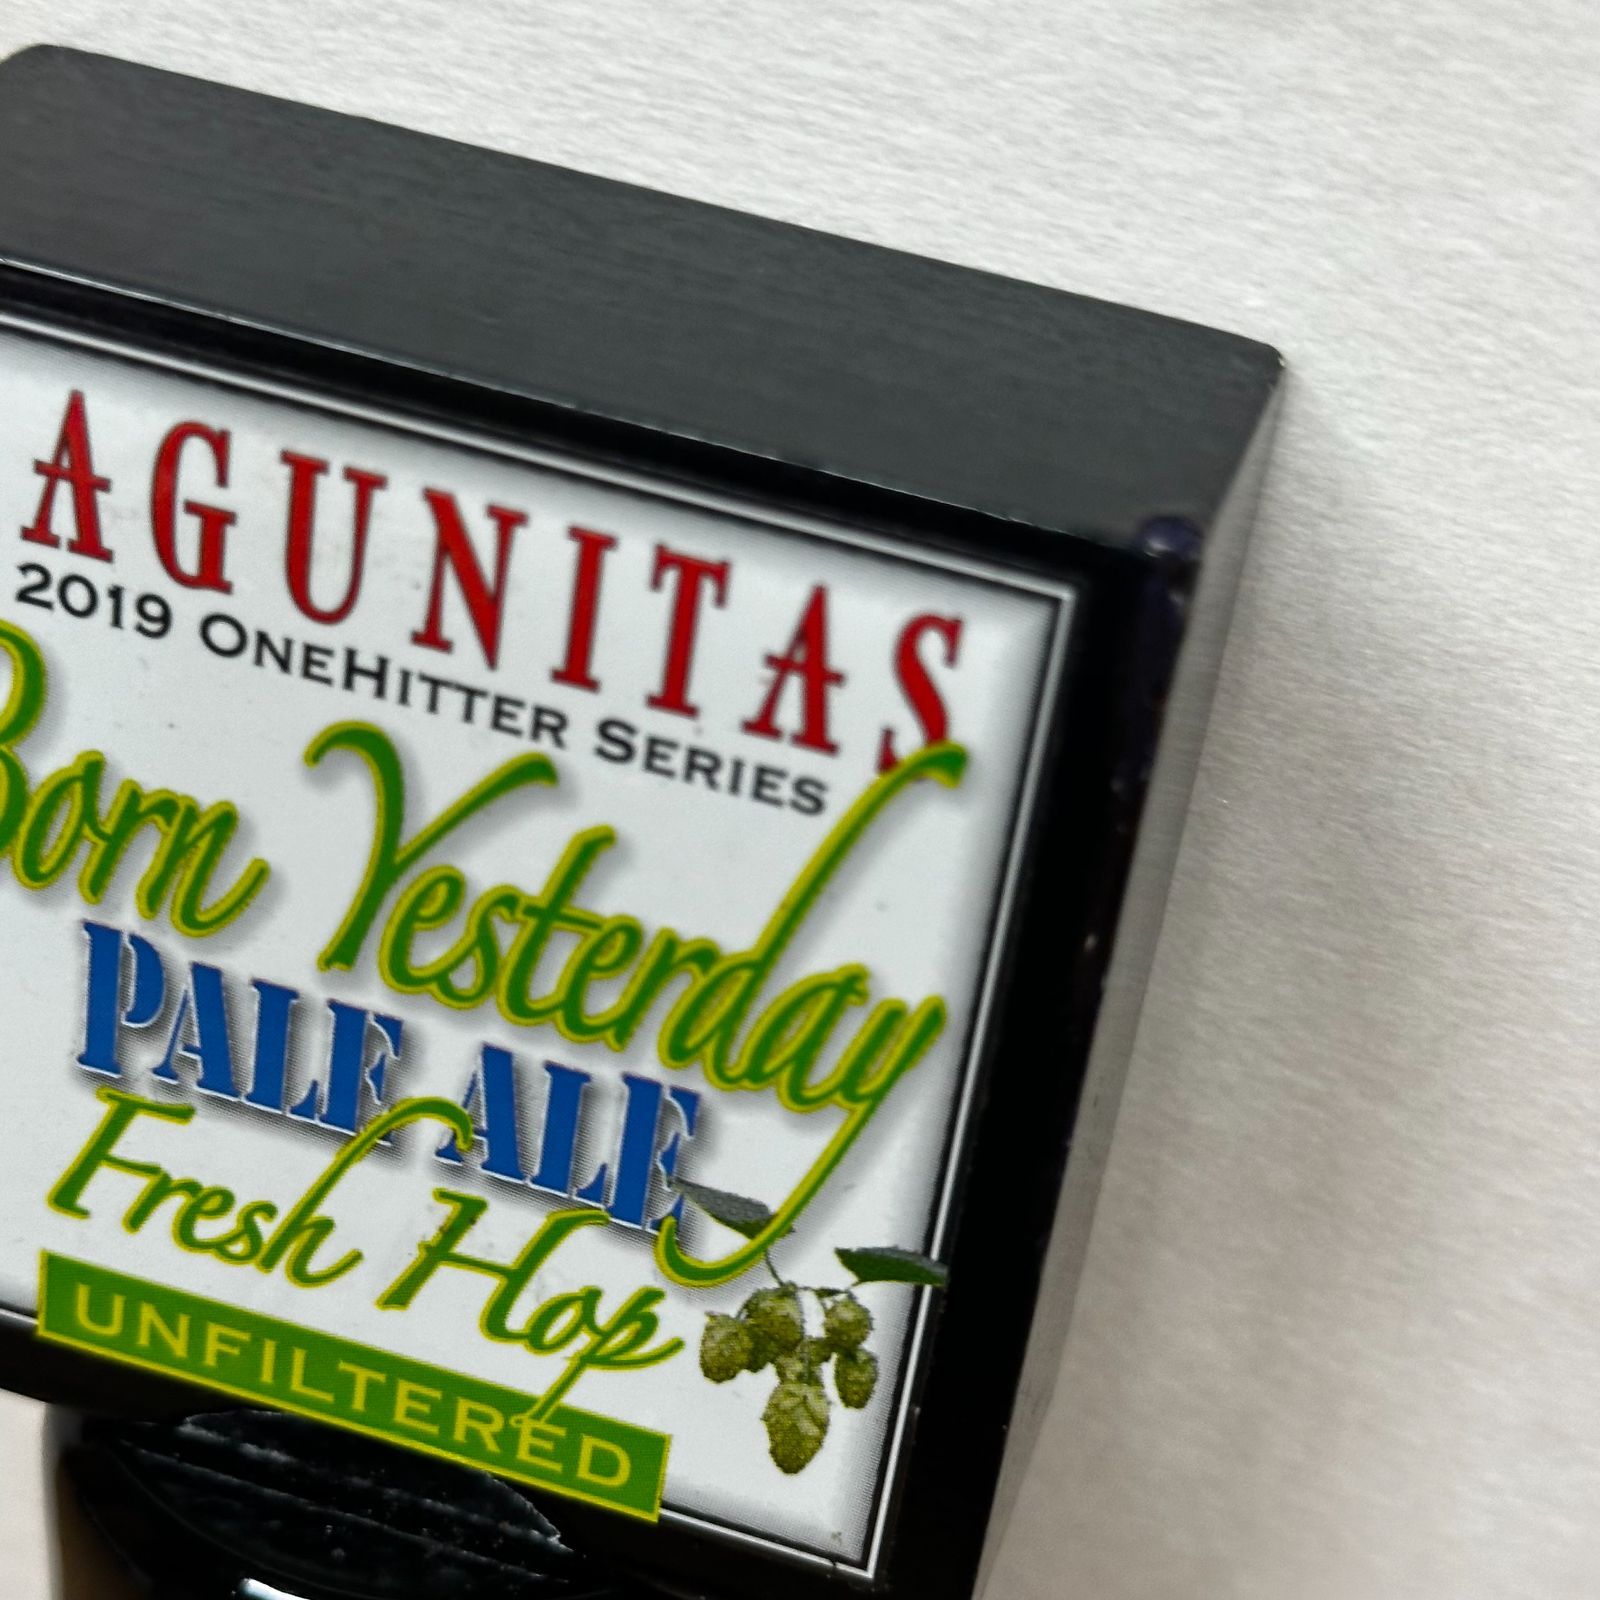 AGUNITAS
2019 ONEHITTER SERIES
Born Yesterday
PALE ALE
Fresh Hop
UNFILTERED